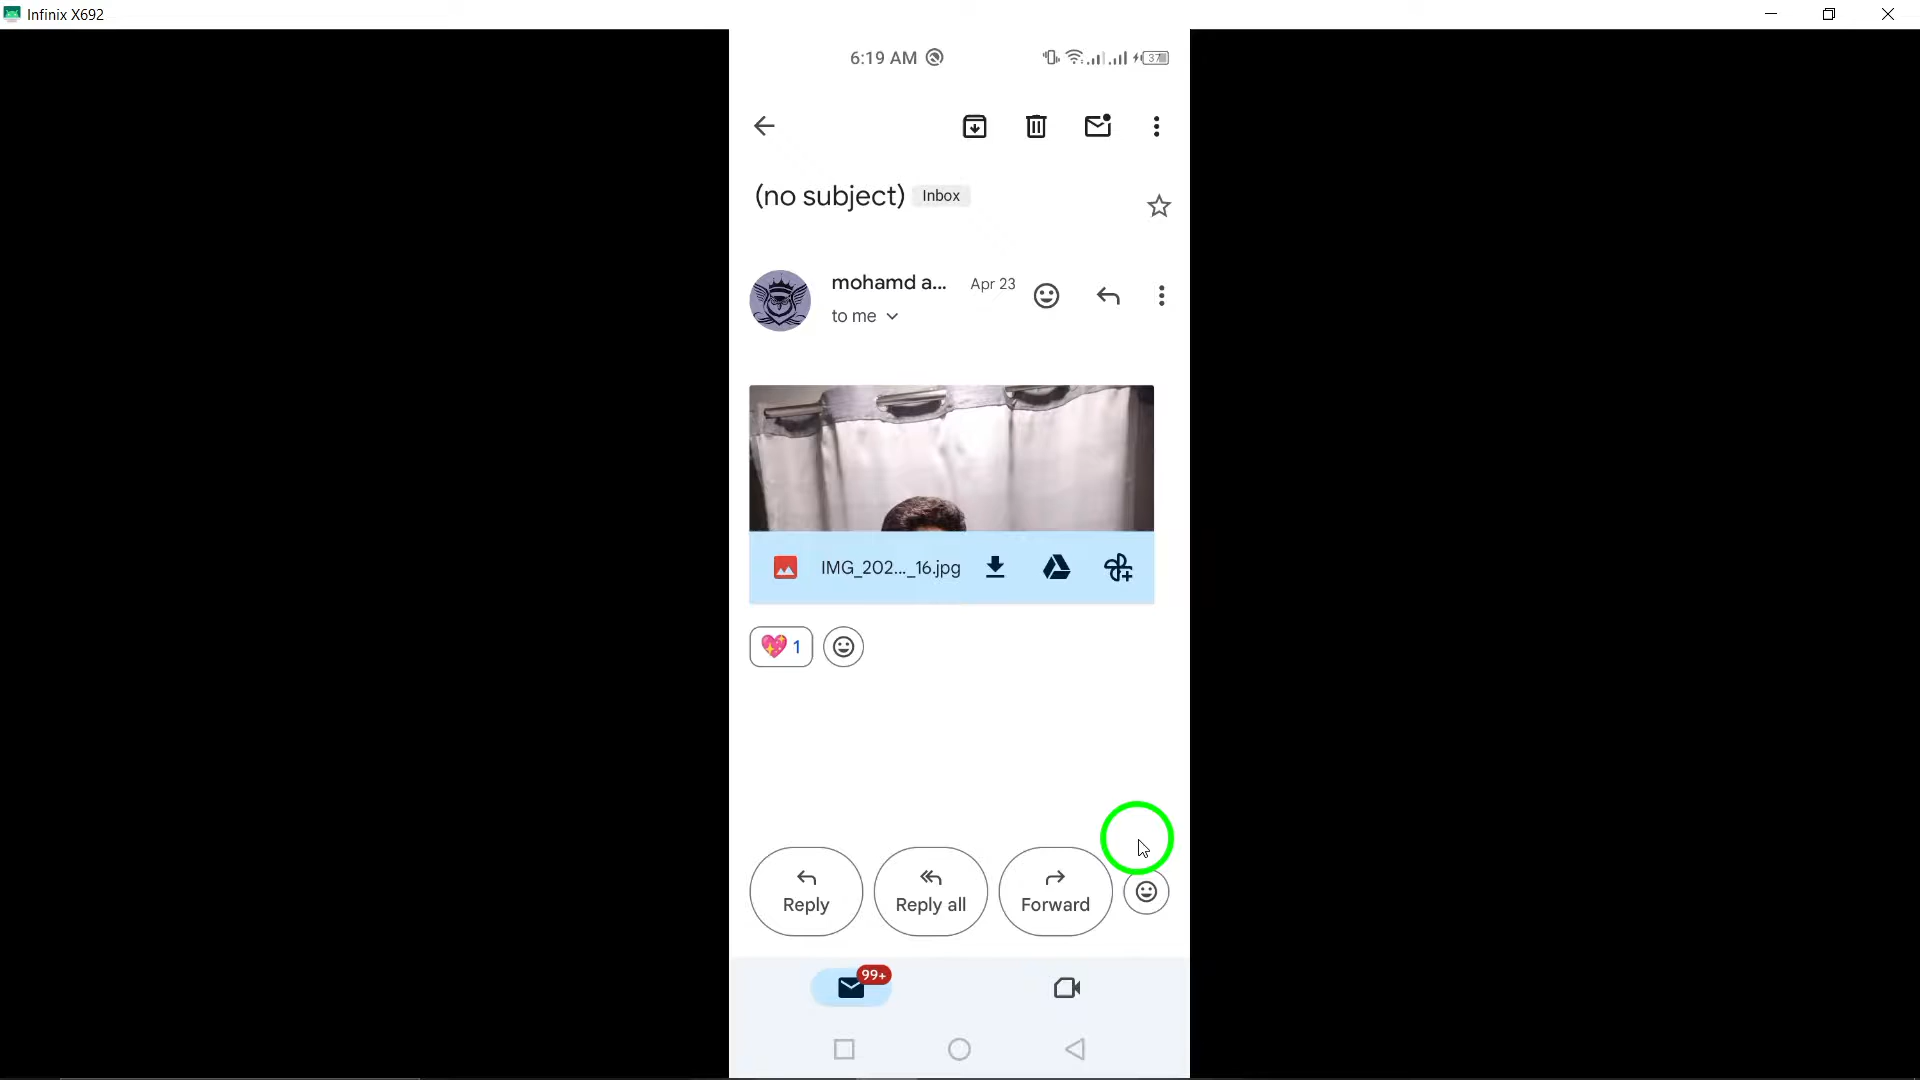 Infinix X692
6:19 AM
37
(no subject) Inbox
mohamd a... Apr 23
to me
IMG_202..._16.jpg
1
Reply Reply all Forward
99+